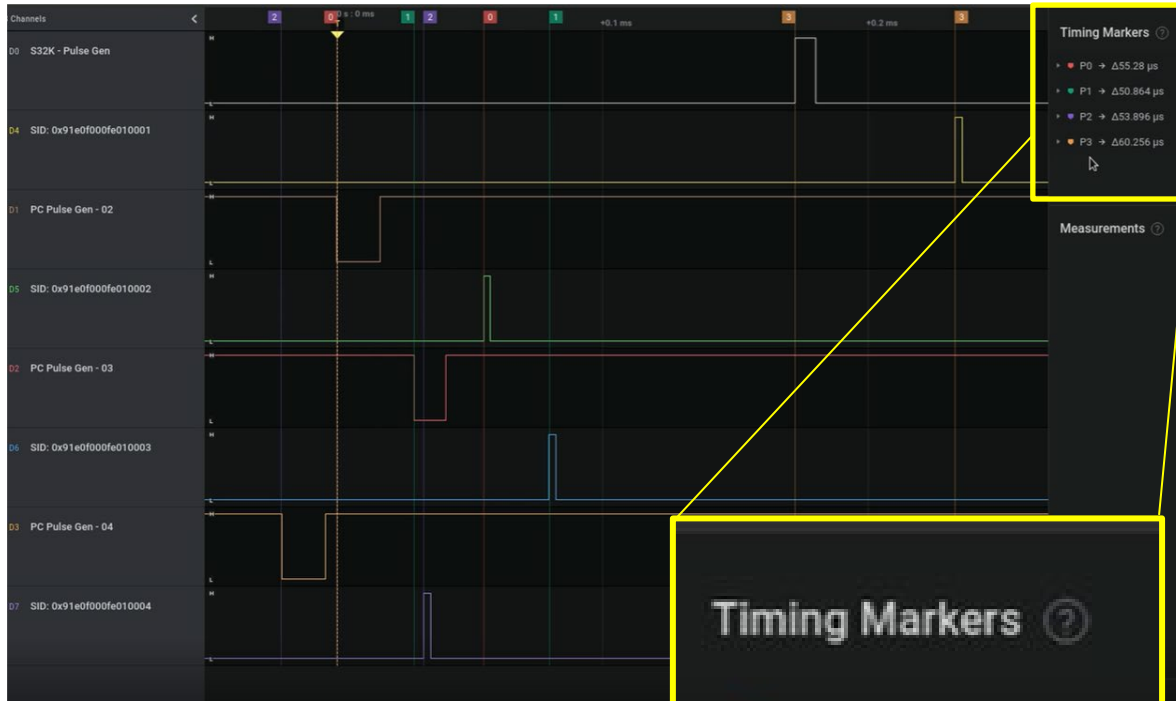 Channels
2 0 0 s : 0 ms 1 2 0 1 +0.1 ms 3 +0.2 ms 3
D0 S32K - Pulse Gen
D4 SID: 0x91e0f000fe010001
D1 PC Pulse Gen - 02
D5 SID: 0x91e0f000fe010002
D2 PC Pulse Gen - 03
D6 SID: 0x91e0f000fe010003
D3 PC Pulse Gen - 04
D7 SID: 0x91e0f000fe010004
Timing Markers
P0 → Δ55.28 μs
P1 → Δ50.864 μs
P2 → Δ53.896 μs
P3 → Δ60.256 μs
Measurements
Timing Markers